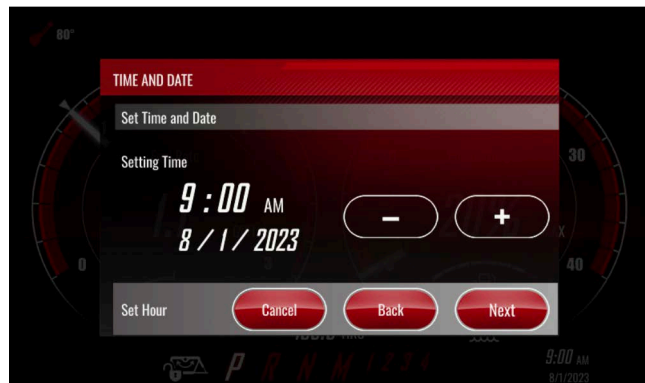 80°
TIME AND DATE
Set Time and Date
Setting Time
9:00 AM
8/1/2023
− +
30
X
0
40
Set Hour Cancel Back Next
P R N M 1 2 3 4
9:00 AM
8/1/2023